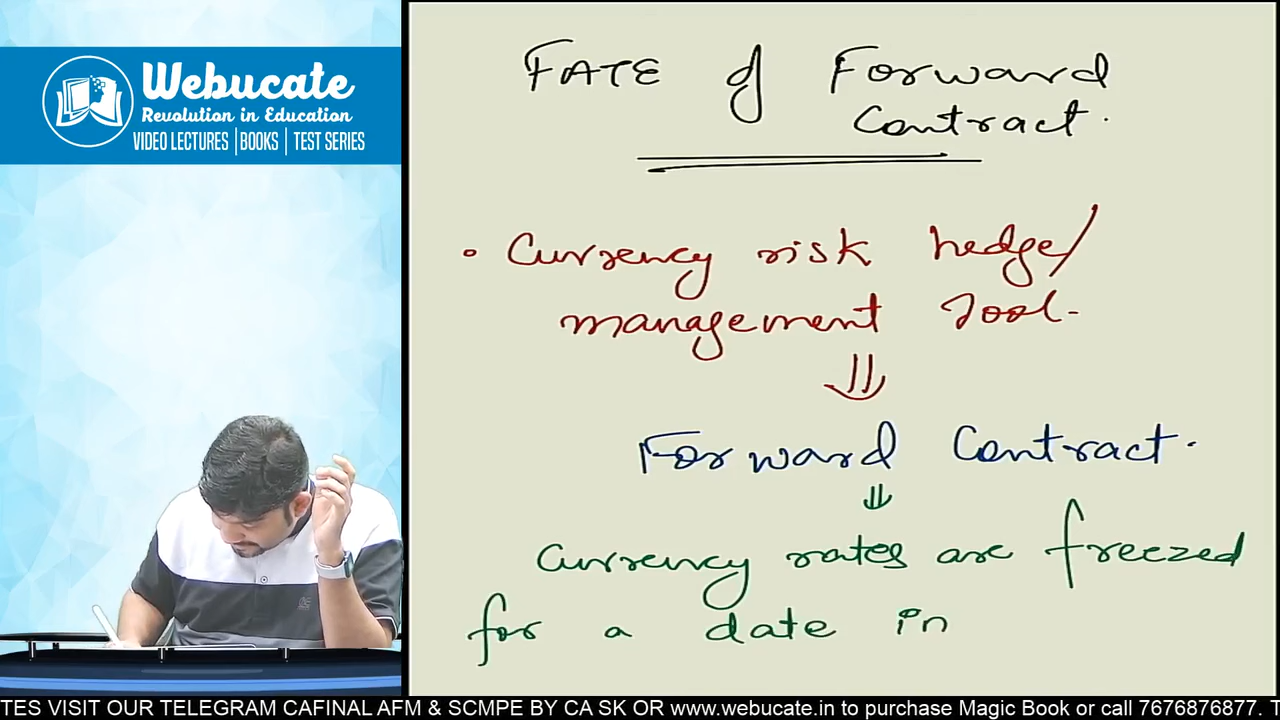 Webucate
Revolution in Education
VIDEO LECTURES | BOOKS | TEST SERIES
FATE of Forward
Contract.
• Currency risk hedge/
management Tool.
Forward Contract.
Currency rates are freezed
for a date in
TES VISIT OUR TELEGRAM CAFINAL AFM & SCMPE BY CA SK OR www.webucate.in to purchase Magic Book or call 7676876877. T